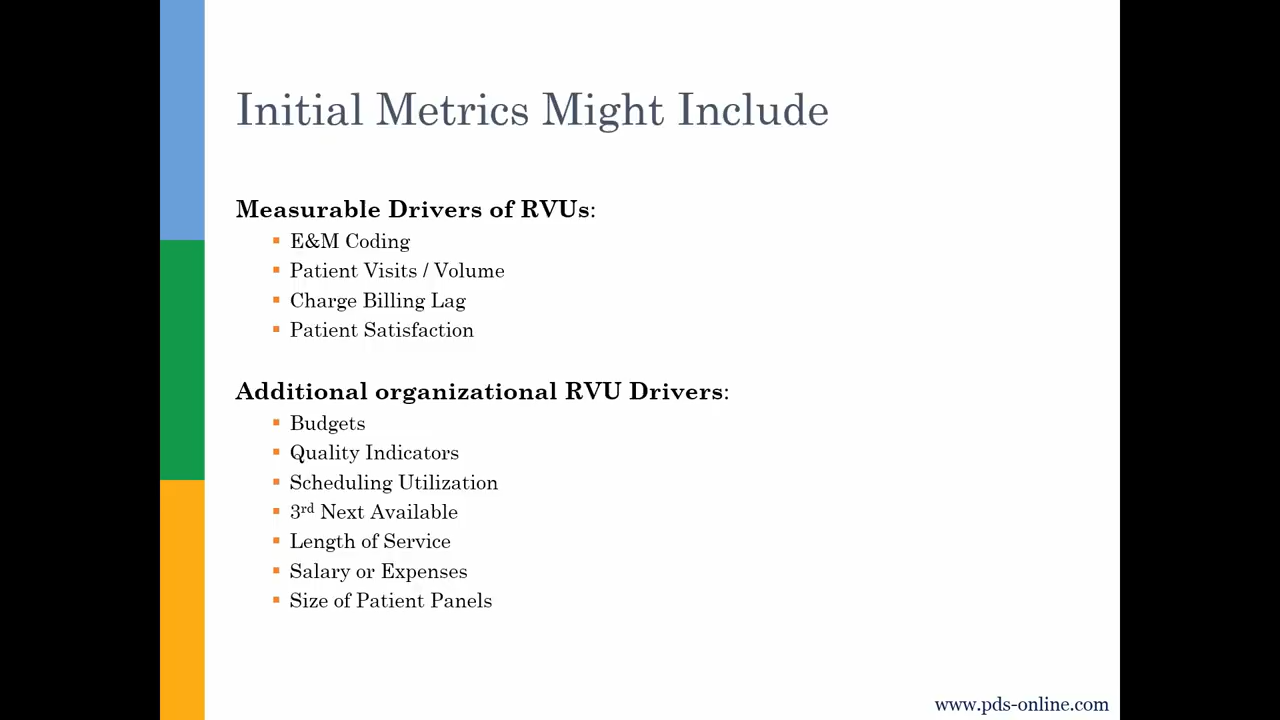 Initial Metrics Might Include
Measurable Drivers of RVUs:
E&M Coding
Patient Visits / Volume
Charge Billing Lag
Patient Satisfaction
Additional organizational RVU Drivers:
Budgets
Quality Indicators
Scheduling Utilization
3rd Next Available
Length of Service
Salary or Expenses
Size of Patient Panels
www.pds-online.com